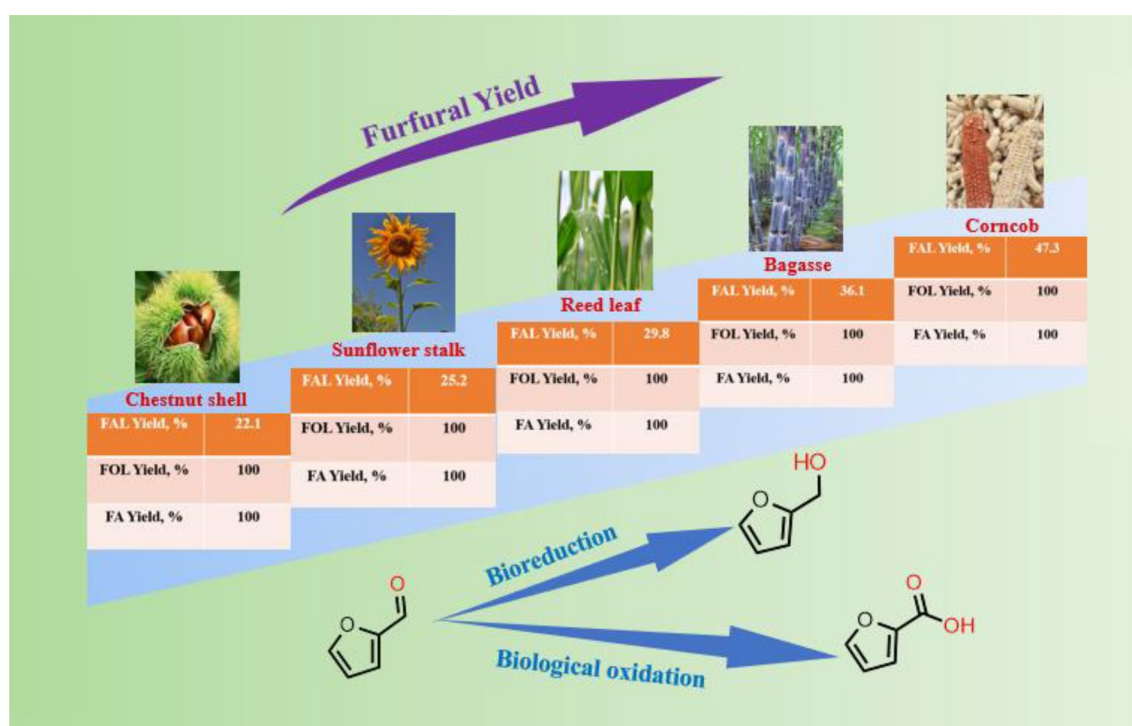 Furfural Yield
Chestnut shell
FAL Yield, % 22.1
FOL Yield, % 100
FA Yield, % 100
Sunflower stalk
FAL Yield, % 25.2
FOL Yield, % 100
FA Yield, % 100
Reed leaf
FAL Yield, % 29.8
FOL Yield, % 100
FA Yield, % 100
Bagasse
FAL Yield, % 36.1
FOL Yield, % 100
FA Yield, % 100
Corncob
FAL Yield, % 47.3
FOL Yield, % 100
FA Yield, % 100
O
O
Bioreduction
HO
O
Biological oxidation
O
O
OH